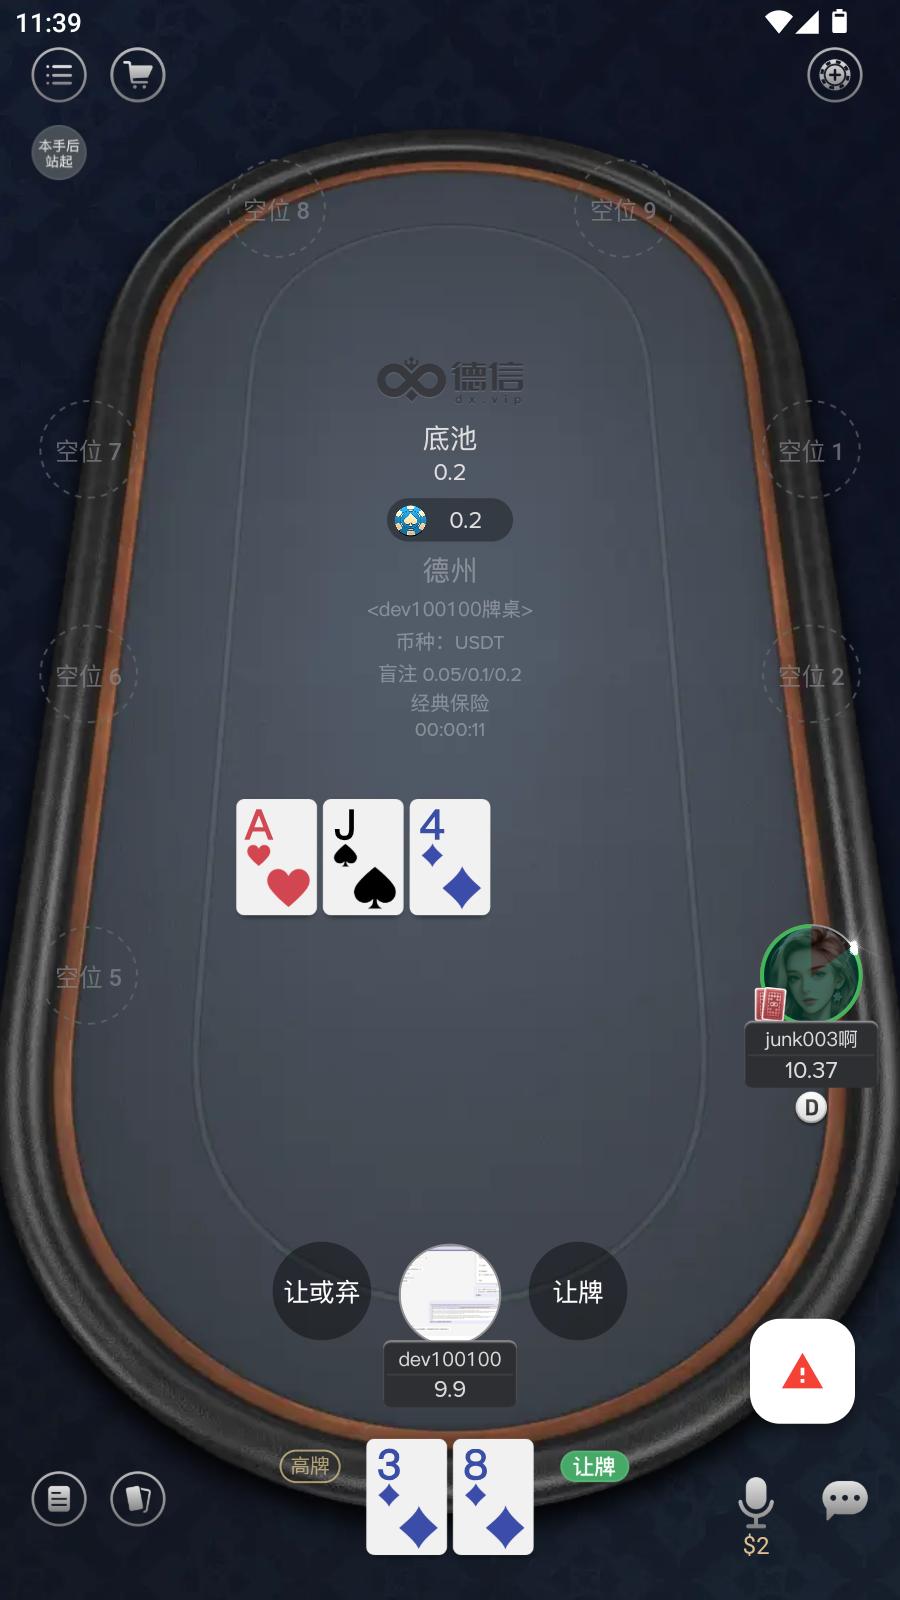 11:39
本手后
站起
空位 8
空位 9
德信
dx.vip
底池
0.2
空位 7
空位 1
0.2
德州
<dev100100牌桌>
币种：USDT
空位 6
盲注 0.05/0.1/0.2
空位 2
经典保险
00:00:11
A
J
4
空位 5
junk003啊
10.37
D
让或弃
让牌
dev100100
9.9
高牌
3
8
让牌
$2